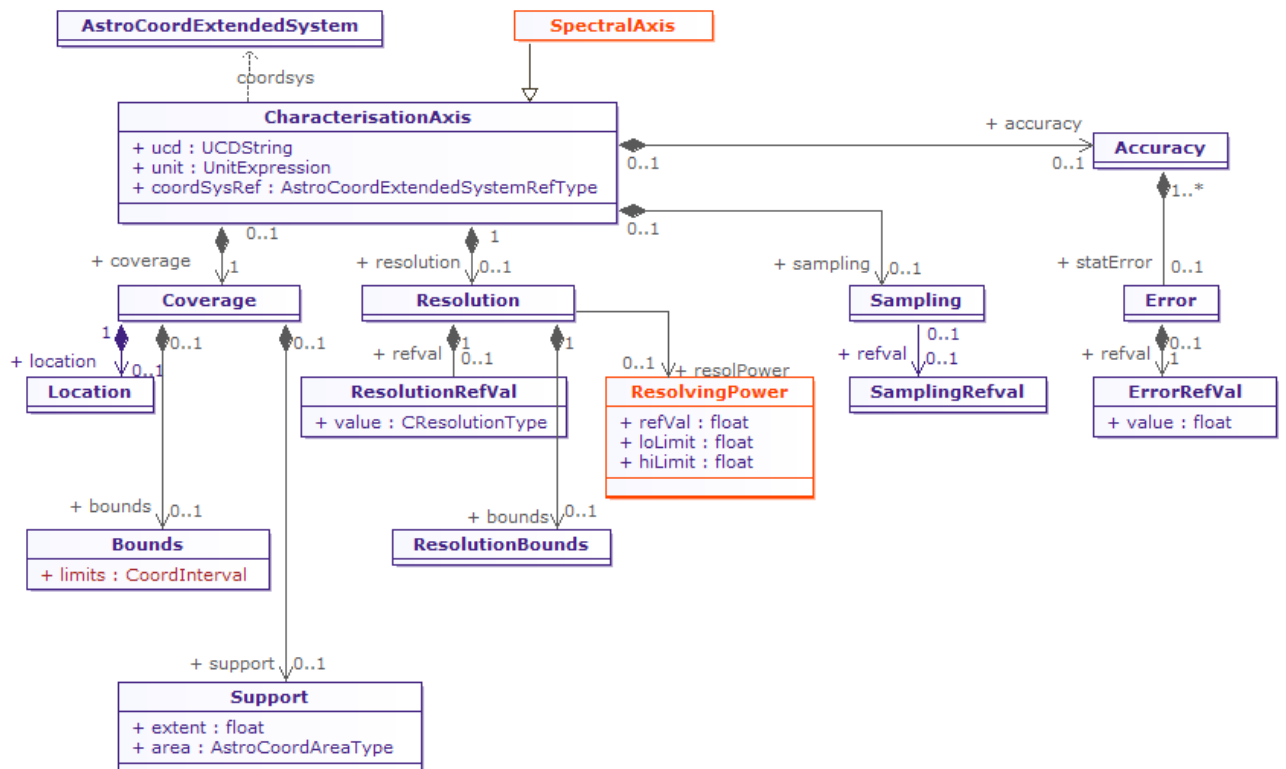 AstroCoordExtendedSystem
SpectralAxis
coordsys
CharacterisationAxis
+ ucd : UCDString
+ unit : UnitExpression
+ coordSysRef : AstroCoordExtendedSystemRefType
+ accuracy
0..1
0..1
Accuracy
1..*
0..1
1
0..1
+ coverage
1
+ resolution
0..1
+ sampling
0..1
+ statError
0..1
Coverage
Resolution
Sampling
Error
1
0..1
0..1
1
1
0..1
0..1
+ location
0..1
+ refval
0..1
0..1
+ resolPower
+ refval
0..1
+ refval
1
Location
ResolutionRefVal
+ value : CResolutionType
ResolvingPower
+ refVal : float
+ loLimit : float
+ hiLimit : float
SamplingRefval
ErrorRefVal
+ value : float
+ bounds
0..1
+ bounds
0..1
Bounds
+ limits : CoordInterval
ResolutionBounds
+ support
0..1
Support
+ extent : float
+ area : AstroCoordAreaType